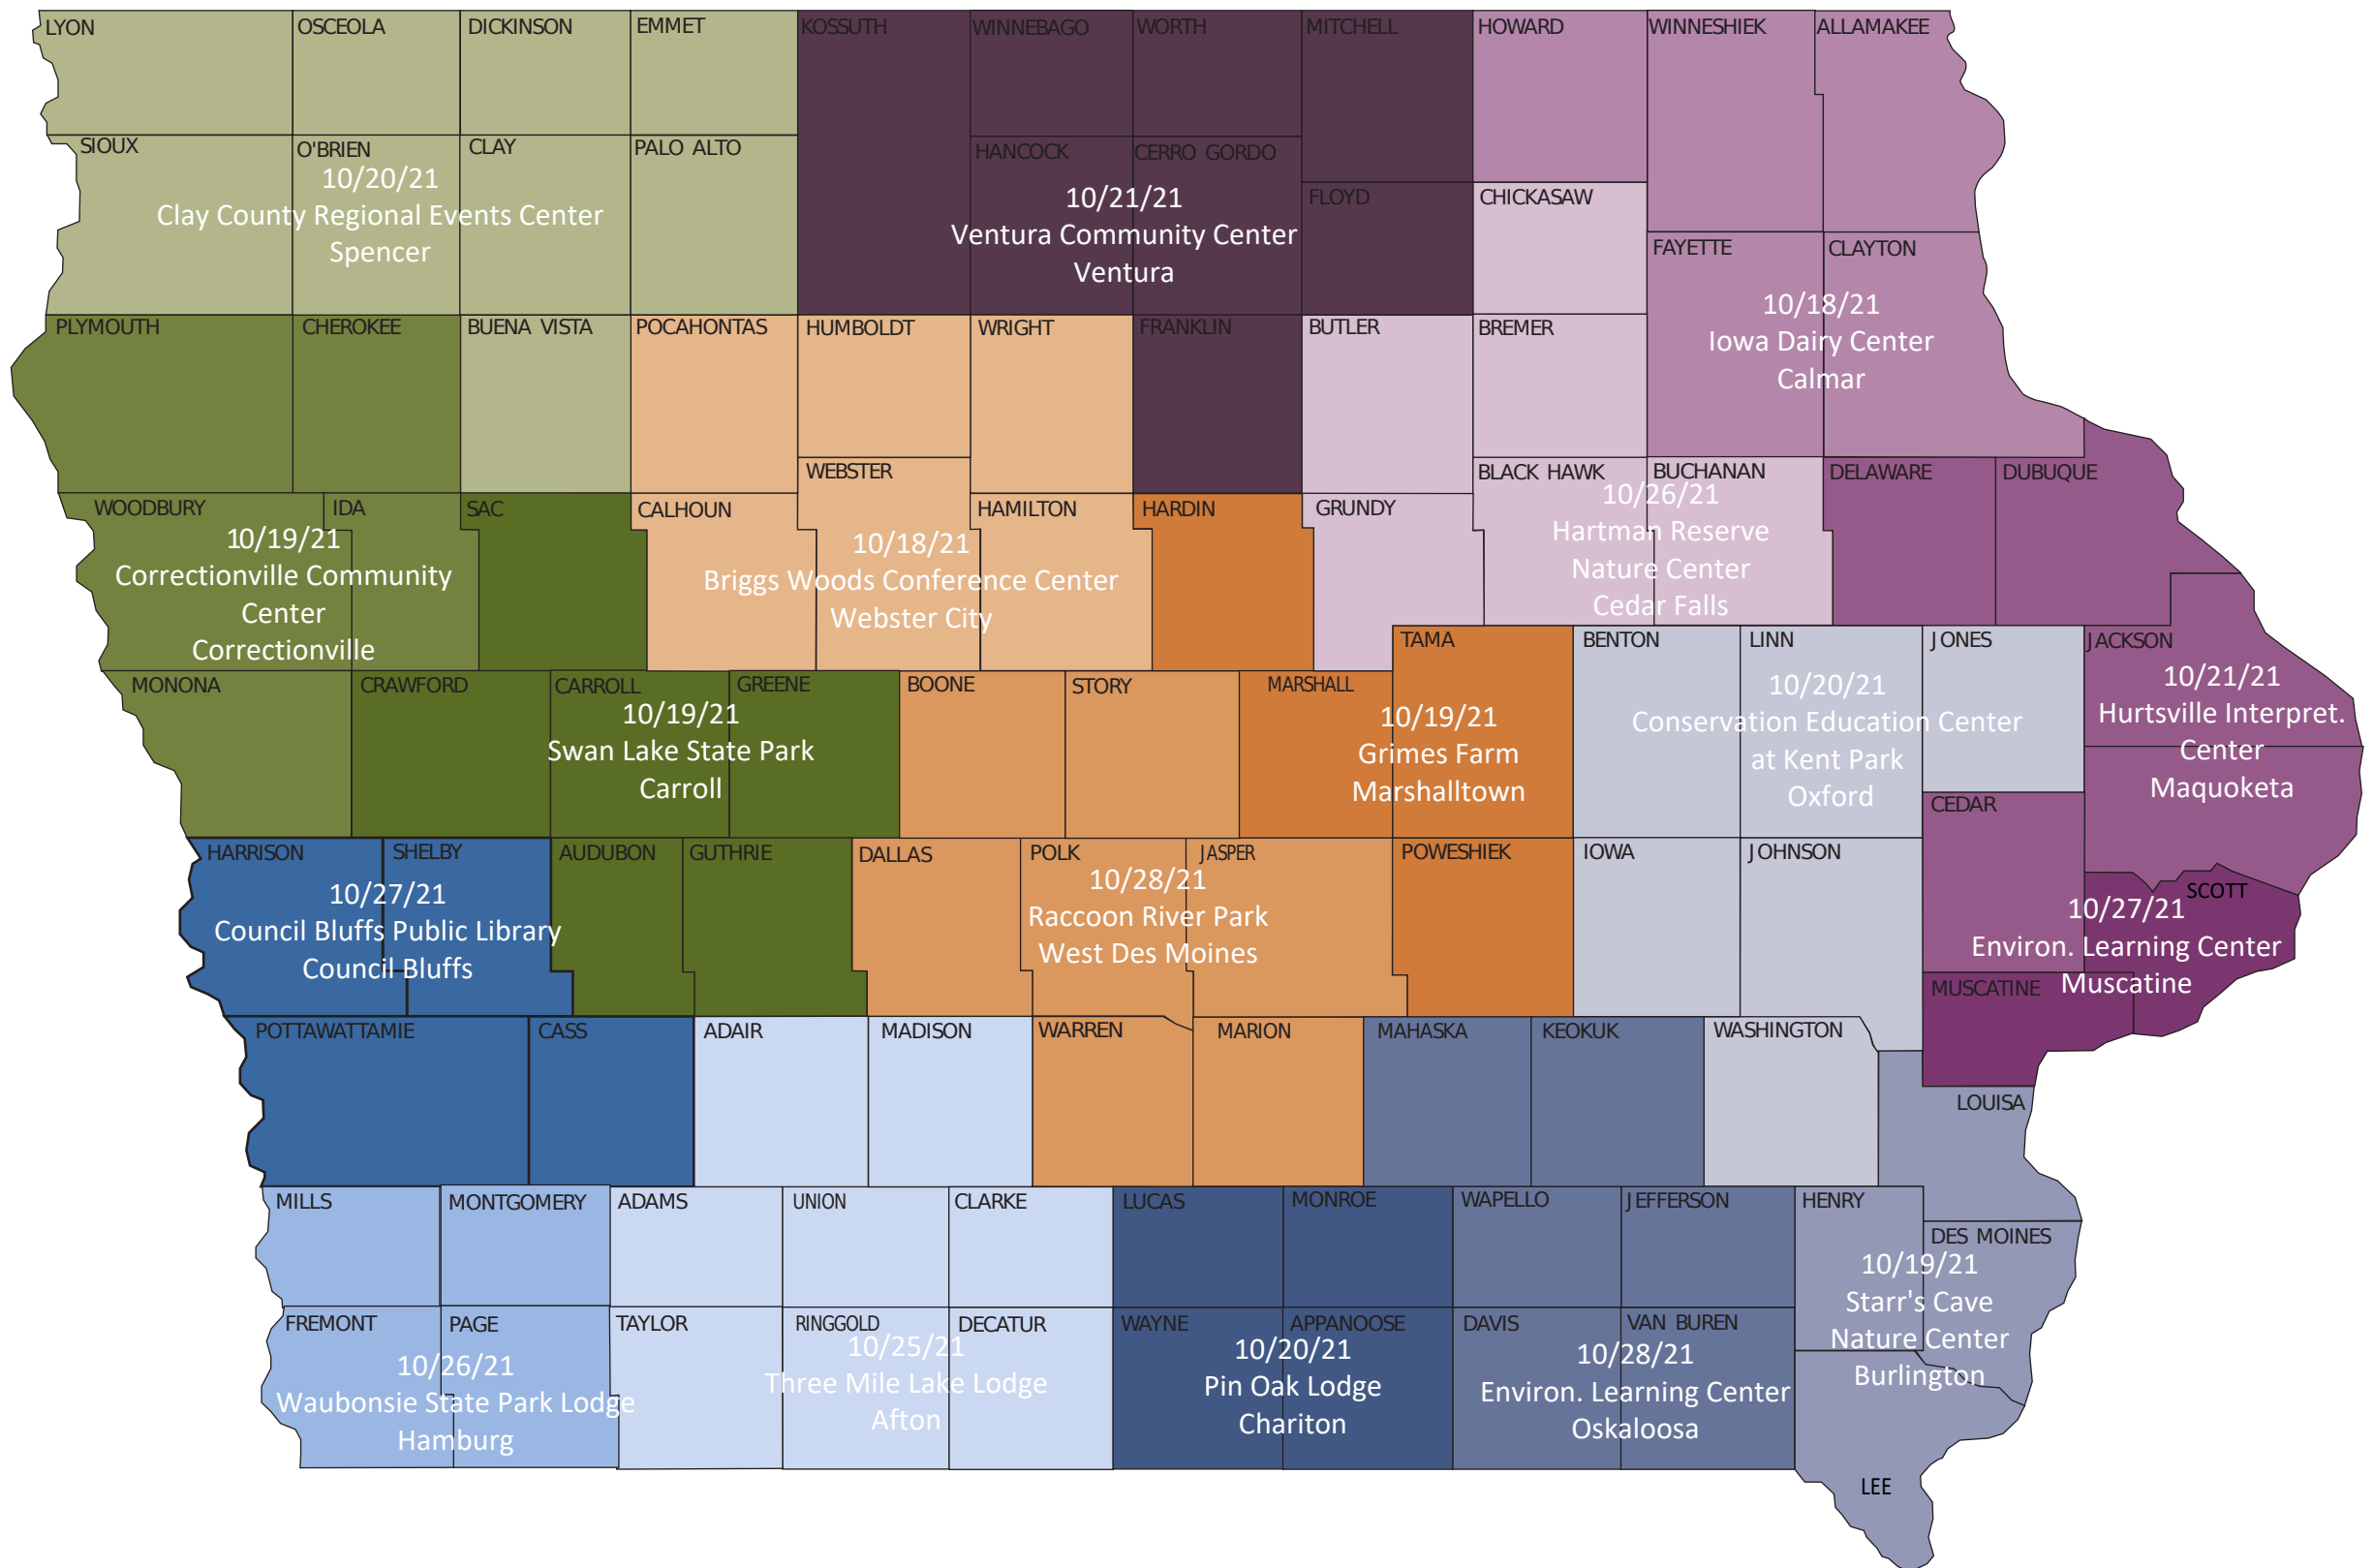 LYON
OSCEOLA
DICKINSON
EMMET
KOSSUTH
WINNEBAGO
WORTH
MITCHELL
HOWARD
WINNESHIEK
ALLAMAKEE
SIOUX
O'BRIEN
CLAY
PALO ALTO
HANCOCK
CERRO GORDO
FLOYD
CHICKASAW
10/20/21
Clay County Regional Events Center
Spencer
10/21/21
Ventura Community Center
Ventura
FAYETTE
CLAYTON
10/18/21
Iowa Dairy Center
Calmar
PLYMOUTH
CHEROKEE
BUENA VISTA
POCAHONTAS
HUMBOLDT
WRIGHT
FRANKLIN
BUTLER
BREMER
WEBSTER
BLACK HAWK
BUCHANAN
DELAWARE
DUBUQUE
10/26/21
Hartman Reserve
Nature Center
Cedar Falls
WOODBURY
IDA
SAC
CALHOUN
HAMILTON
HARDIN
GRUNDY
10/19/21
Correctionville Community
Center
Correctionville
10/18/21
Briggs Woods Conference Center
Webster City
TAMA
BENTON
LINN
JONES
JACKSON
MONONA
CRAWFORD
CARROLL
GREENE
BOONE
STORY
MARSHALL
10/19/21
Swan Lake State Park
Carroll
10/19/21
Grimes Farm
Marshalltown
10/20/21
Conservation Education Center
at Kent Park
Oxford
10/21/21
Hurtsville Interpret.
Center
Maquoketa
CEDAR
HARRISON
SHELBY
AUDUBON
GUTHRIE
DALLAS
POLK
JASPER
POWESHIEK
IOWA
JOHNSON
SCOTT
10/27/21
Council Bluffs Public Library
Council Bluffs
10/28/21
Raccoon River Park
West Des Moines
10/27/21
Environ. Learning Center
Muscatine
MUSCATINE
POTTAWATTAMIE
CASS
ADAIR
MADISON
WARREN
MARION
MAHASKA
KEOKUK
WASHINGTON
LOUISA
MILLS
MONTGOMERY
ADAMS
UNION
CLARKE
LUCAS
MONROE
WAPELLO
JEFFERSON
HENRY
DES MOINES
10/19/21
Starr's Cave
Nature Center
Burlington
FREMONT
PAGE
TAYLOR
RINGGOLD
DECATUR
WAYNE
APPANOOSE
DAVIS
VAN BUREN
10/26/21
Waubonsie State Park Lodge
Hamburg
10/25/21
Three Mile Lake Lodge
Afton
10/20/21
Pin Oak Lodge
Chariton
10/28/21
Environ. Learning Center
Oskaloosa
LEE